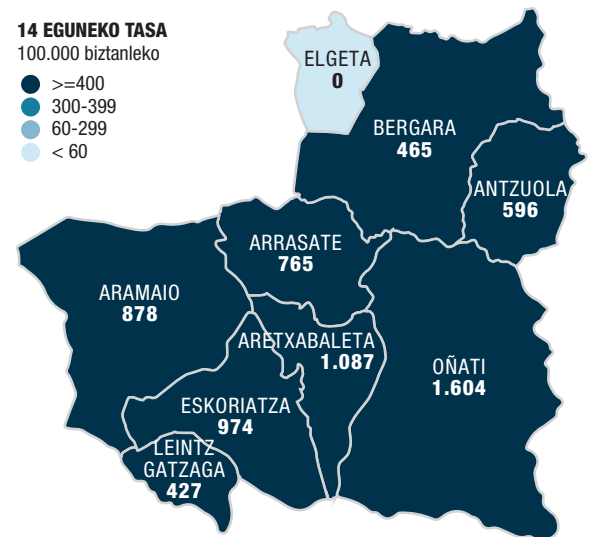 14 EGUNEKO TASA
100.000 biztanleko
>=400
300-399
60-299
< 60
ELGETA
0
BERGARA
465
ANTZUOLA
596
ARRASATE
765
ARAMAIO
878
ARETXABALETA
1.087
OÑATI
1.604
ESKORIATZA
974
LEINTZ
GATZAGA
427